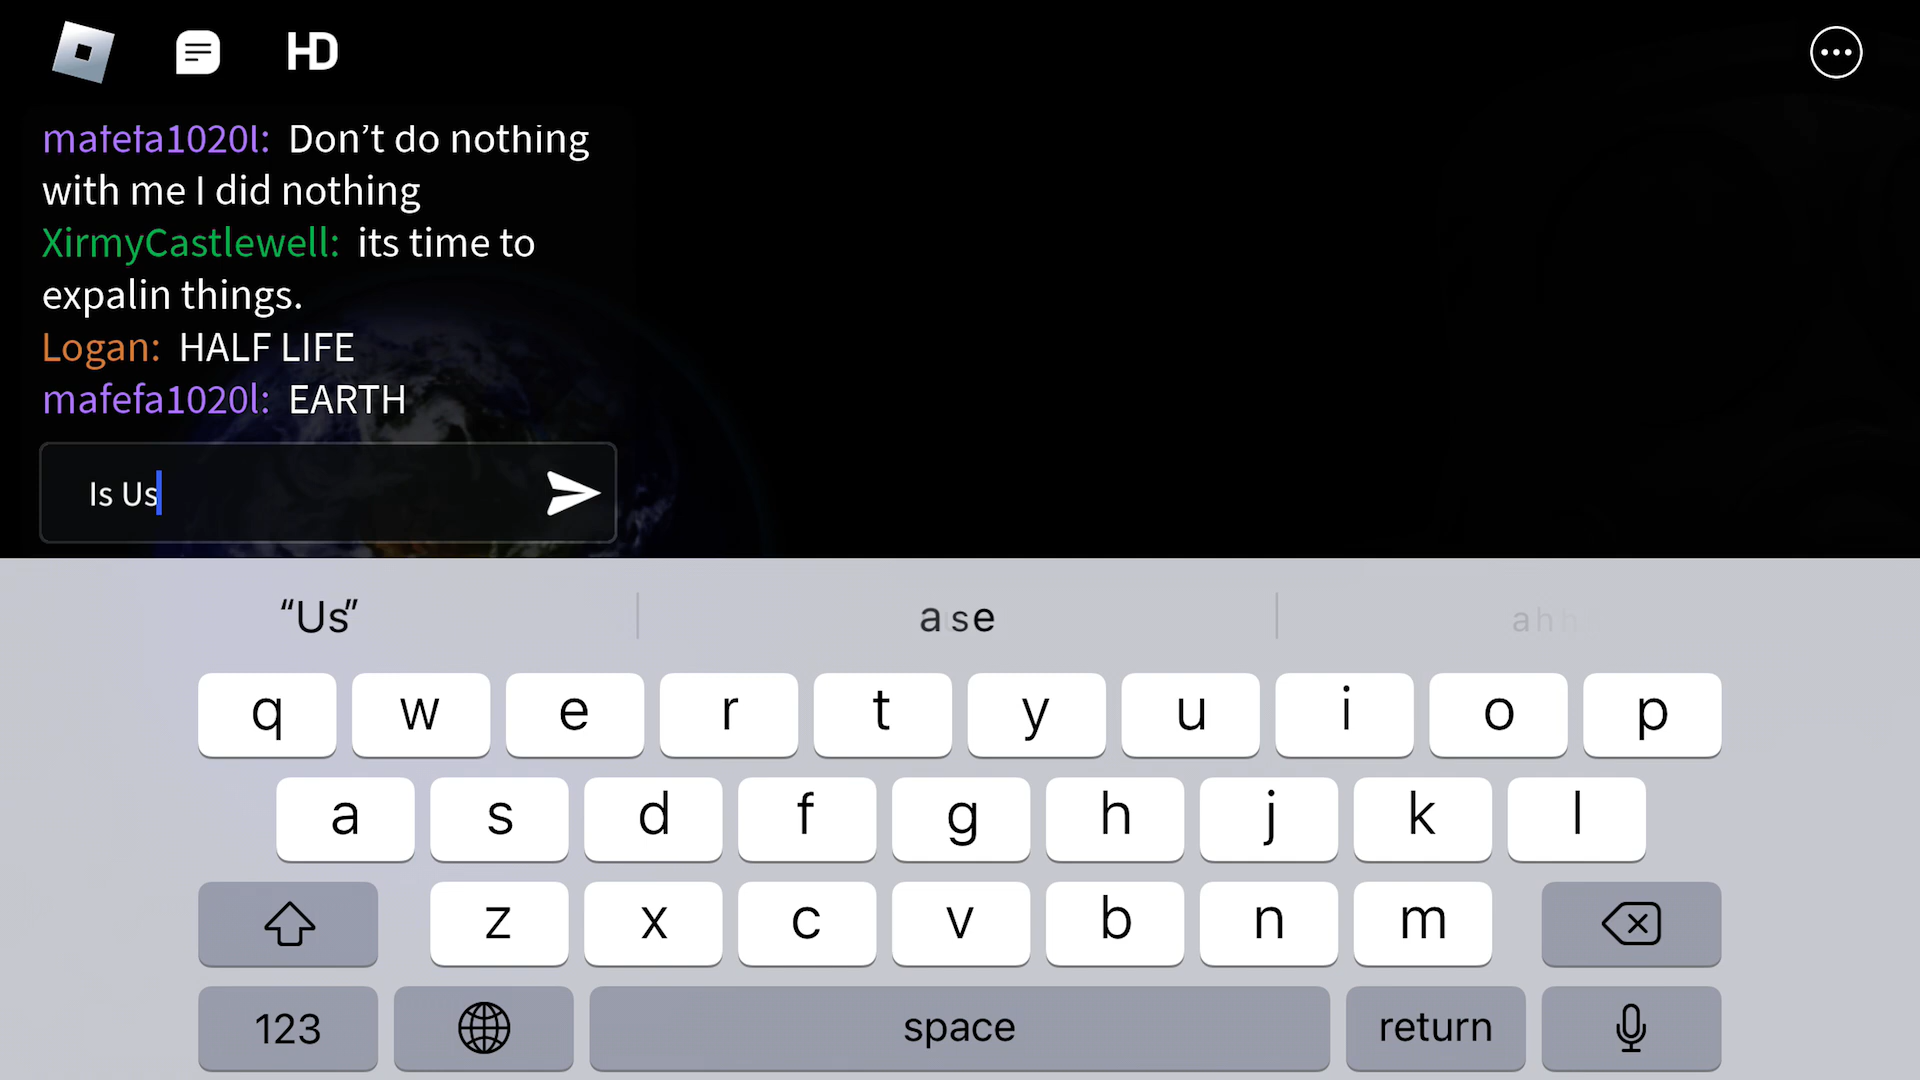 HD
mafefa1020l: Don't do nothing
with me I did nothing
XirmyCastlewell: its time to
expalin things.
Logan: HALF LIFE
mafefa1020l: EARTH
Is Us
“Us”
q w e r t y u i o p
a s d f g h j k l
z x c v b n m
123 space return